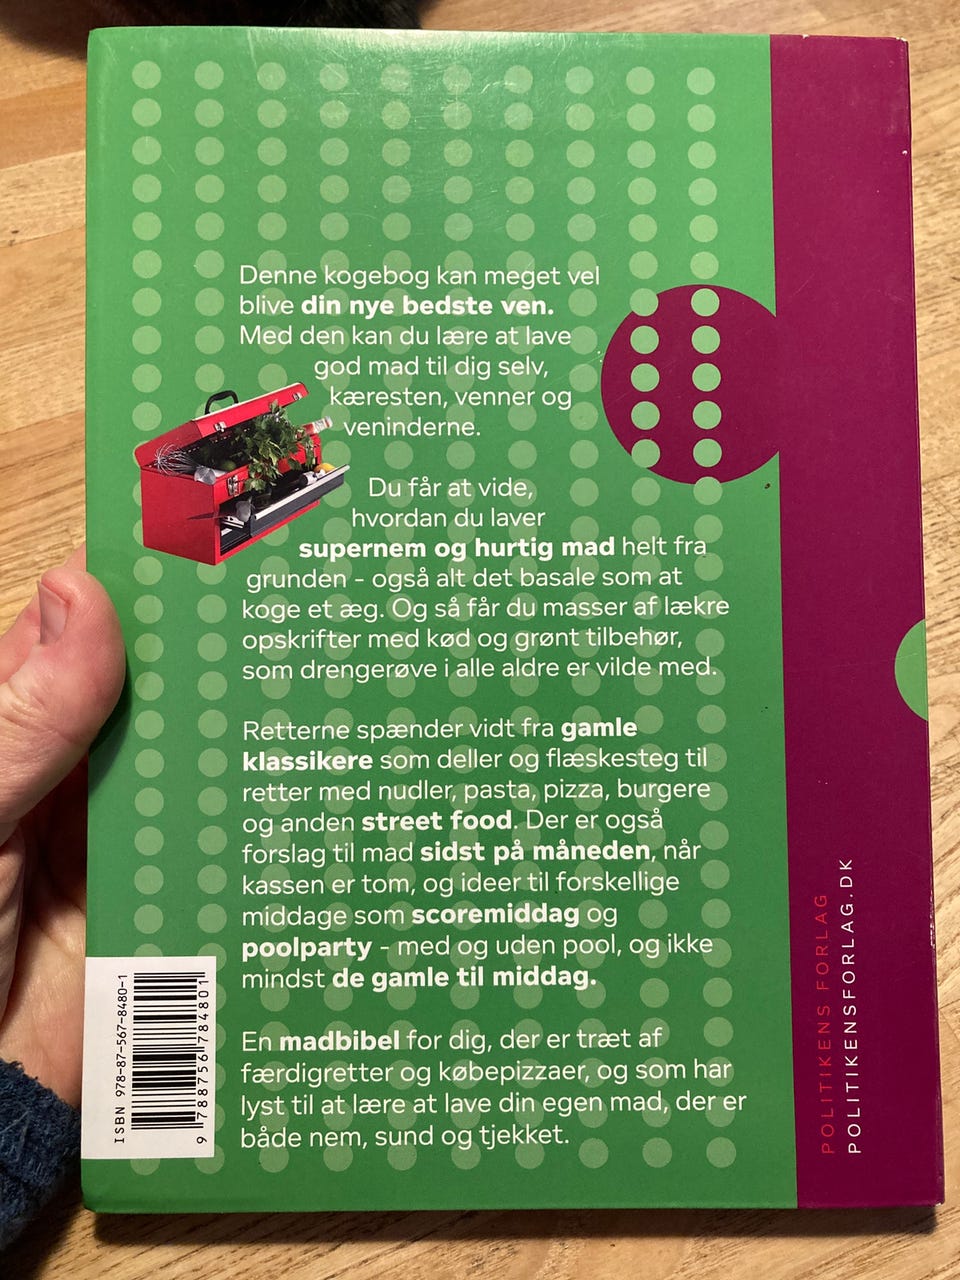 Denne kogebog kan meget vel
blive din nye bedste ven.
Med den kan du lære at lave
god mad til dig selv,
kæresten, venner og
veninderne.
Du får at vide,
hvordan du laver
supernem og hurtig mad helt fra
grunden - også alt det basale som at
koge et æg. Og så får du masser af lækre
opskrifter med kød og grønt tilbehør,
som drengerøve i alle aldre er vilde med.
Retterne spænder vidt fra gamle
klassikere som deller og flæskesteg til
retter med nudler, pasta, pizza, burgere
og anden street food. Der er også
forslag til mad sidst på måneden, når
kassen er tom, og ideer til forskellige
middage som scoremiddag og
poolparty - med og uden pool, og ikke
mindst de gamle til middag.
En madbibel for dig, der er træt af
færdigretter og købepizzaer, og som har
lyst til at lære at lave din egen mad, der er
både nem, sund og tjekket.
ISBN 978-87-567-8480-1
9 788756 784801
POLITIKENS FORLAG
POLITIKENSFORLAG.DK